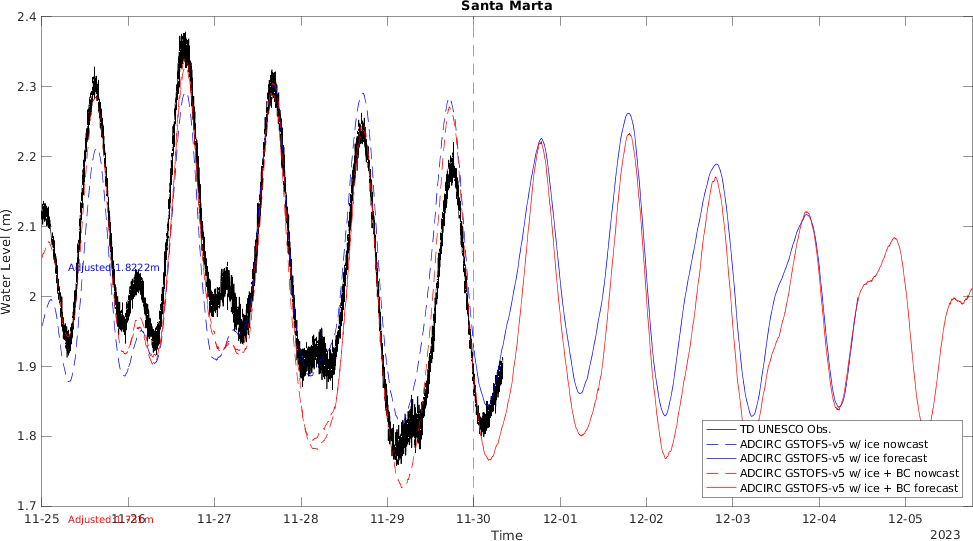 Santa Marta
2.4
2.3
2.2
2.1
2
1.9
1.8
1.7
Water Level (m)
Adjusted 1.8222m
TD UNESCO Obs.
ADCIRC GSTOFS-v5 w/ ice nowcast
ADCIRC GSTOFS-v5 w/ ice forecast
ADCIRC GSTOFS-v5 w/ ice + BC nowcast
ADCIRC GSTOFS-v5 w/ ice + BC forecast
11-25 11-26 11-27 11-28 11-29 11-30 12-01 12-02 12-03 12-04 12-05
Adjusted
Time
2023